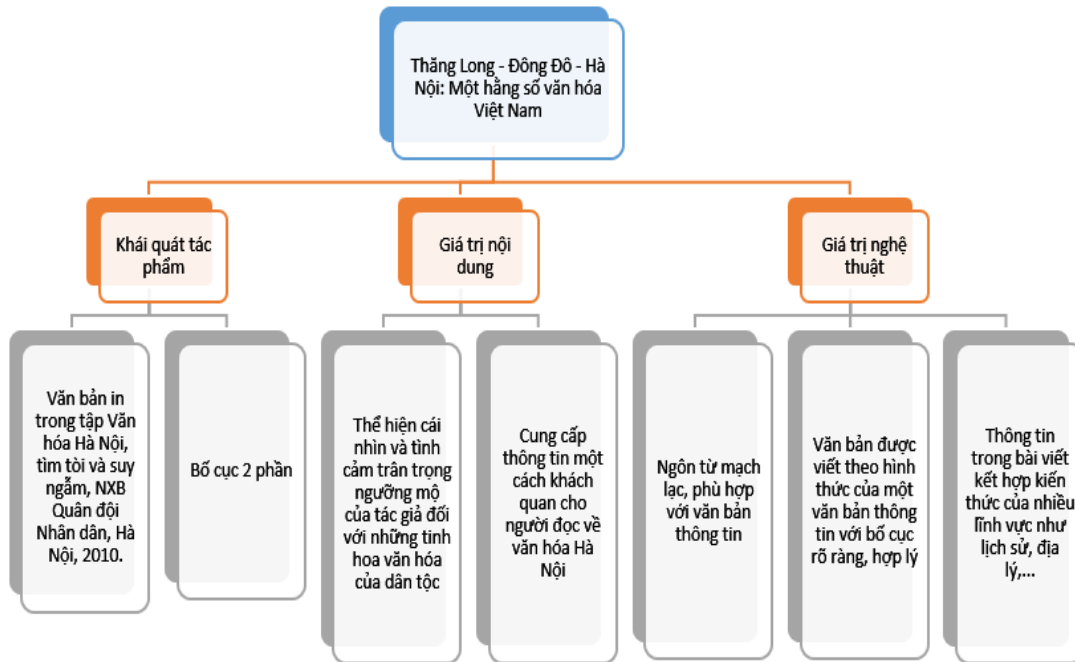 Thăng Long - Đông Đô - Hà
Nội: Một hằng số văn hóa
Việt Nam
Khái quát tác
phẩm
Giá trị nội
dung
Giá trị nghệ
thuật
Văn bản in
trong tập Văn
hóa Hà Nội,
tìm tòi và suy
ngẫm, NXB
Quân đội
Nhân dân, Hà
Nội, 2010.
Bố cục 2 phần
Thể hiện cái
nhìn và tình
cảm trân trọng
ngưỡng mộ
của tác giả đối
với những tinh
hoa văn hóa
của dân tộc
Cung cấp
thông tin một
cách khách
quan cho
người đọc về
văn hóa Hà
Nội
Ngôn từ mạch
lạc, phù hợp
với văn bản
thông tin
Văn bản được
viết theo hình
thức của một
văn bản thông
tin với bố cục
rõ ràng, hợp lý
Thông tin
trong bài viết
kết hợp kiến
thức của nhiều
lĩnh vực như
lịch sử, địa
lý,...